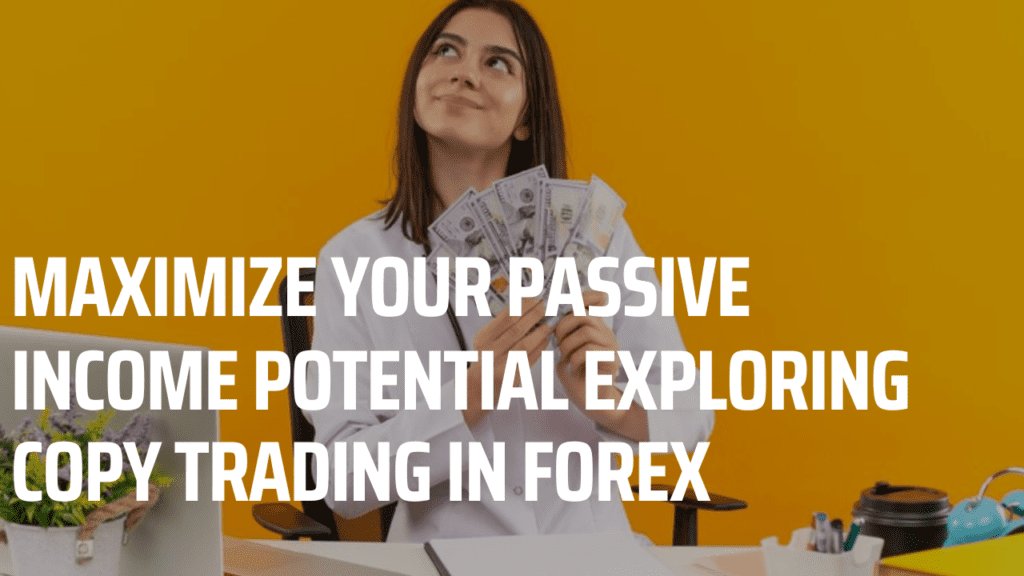 MAXIMIZE YOUR PASSIVE
INCOME POTENTIAL EXPLORING
COPY TRADING IN FOREX